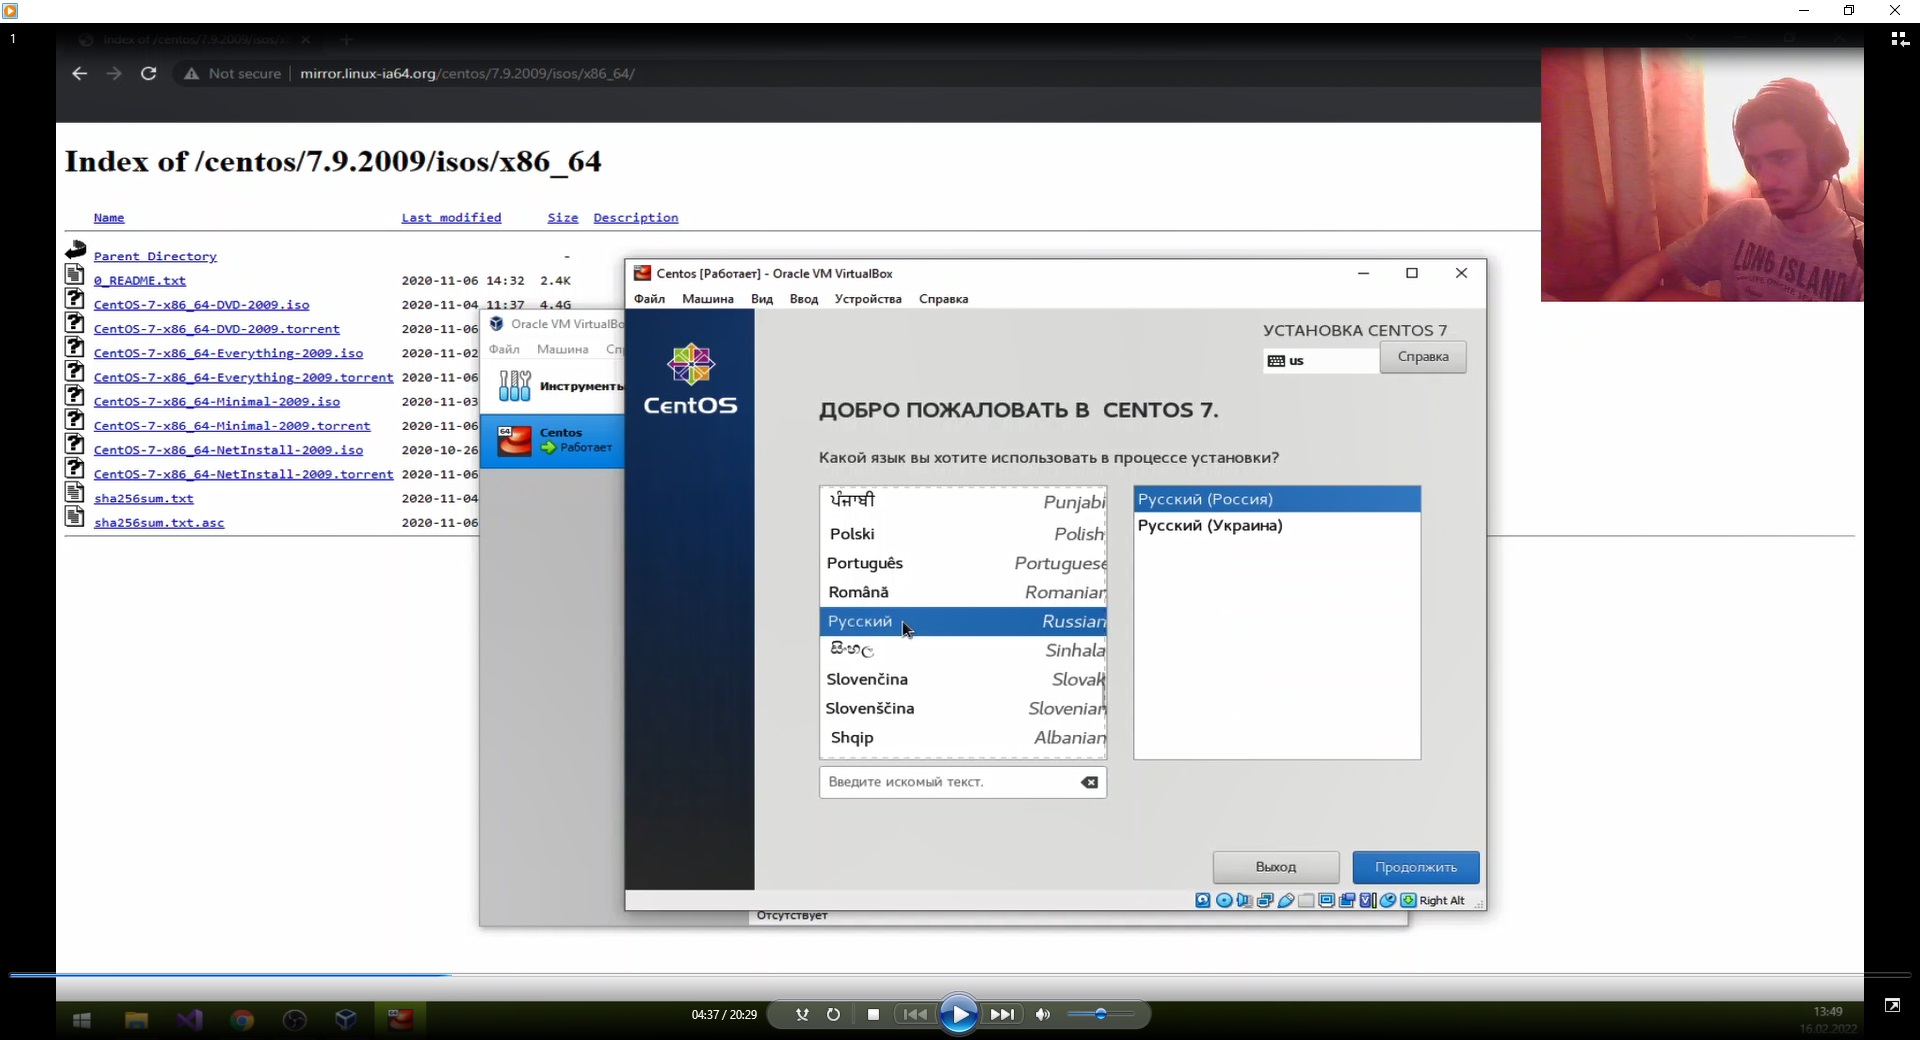 1
Index of /centos/7.9.2009/isos/x
Not secure mirror.linux-ia64.org/centos/7.9.2009/isos/x86_64/
Index of /centos/7.9.2009/isos/x86_64
Name Last modified Size Description
Parent Directory -
0_README.txt 2020-11-06 14:32 2.4K
CentOS-7-x86_64-DVD-2009.iso 2020-11-04 11:37 4.4G
CentOS-7-x86_64-DVD-2009.torrent 2020-11-06
CentOS-7-x86_64-Everything-2009.iso 2020-11-02
CentOS-7-x86_64-Everything-2009.torrent 2020-11-06
CentOS-7-x86_64-Minimal-2009.iso 2020-11-03
CentOS-7-x86_64-Minimal-2009.torrent 2020-11-06
CentOS-7-x86_64-NetInstall-2009.iso 2020-10-26
CentOS-7-x86_64-NetInstall-2009.torrent 2020-11-06
sha256sum.txt 2020-11-04
sha256sum.txt.asc 2020-11-06
Oracle VM VirtualBo
Файл Машина Спр
Инструменты
64
Centos
Работает
Отсутствует
Centos [Работает] - Oracle VM VirtualBox
Файл Машина Вид Ввод Устройства Справка
CentOS
УСТАНОВКА CENTOS 7
us Справка
ДОБРО ПОЖАЛОВАТЬ В CENTOS 7.
Какой язык вы хотите использовать в процессе установки?
ਪੰਜਾਬੀ Punjabi
Polski Polish
Português Portuguese
Română Romanian
Русский Russian
සිංහල Sinhala
Slovenčina Slovak
Slovenščina Slovenian
Shqip Albanian
Русский (Россия)
Русский (Украина)
Введите искомый текст.
Выход Продолжить
Right Alt
LONG ISLAND
04:37 / 20:29
13:49
16.02.2022